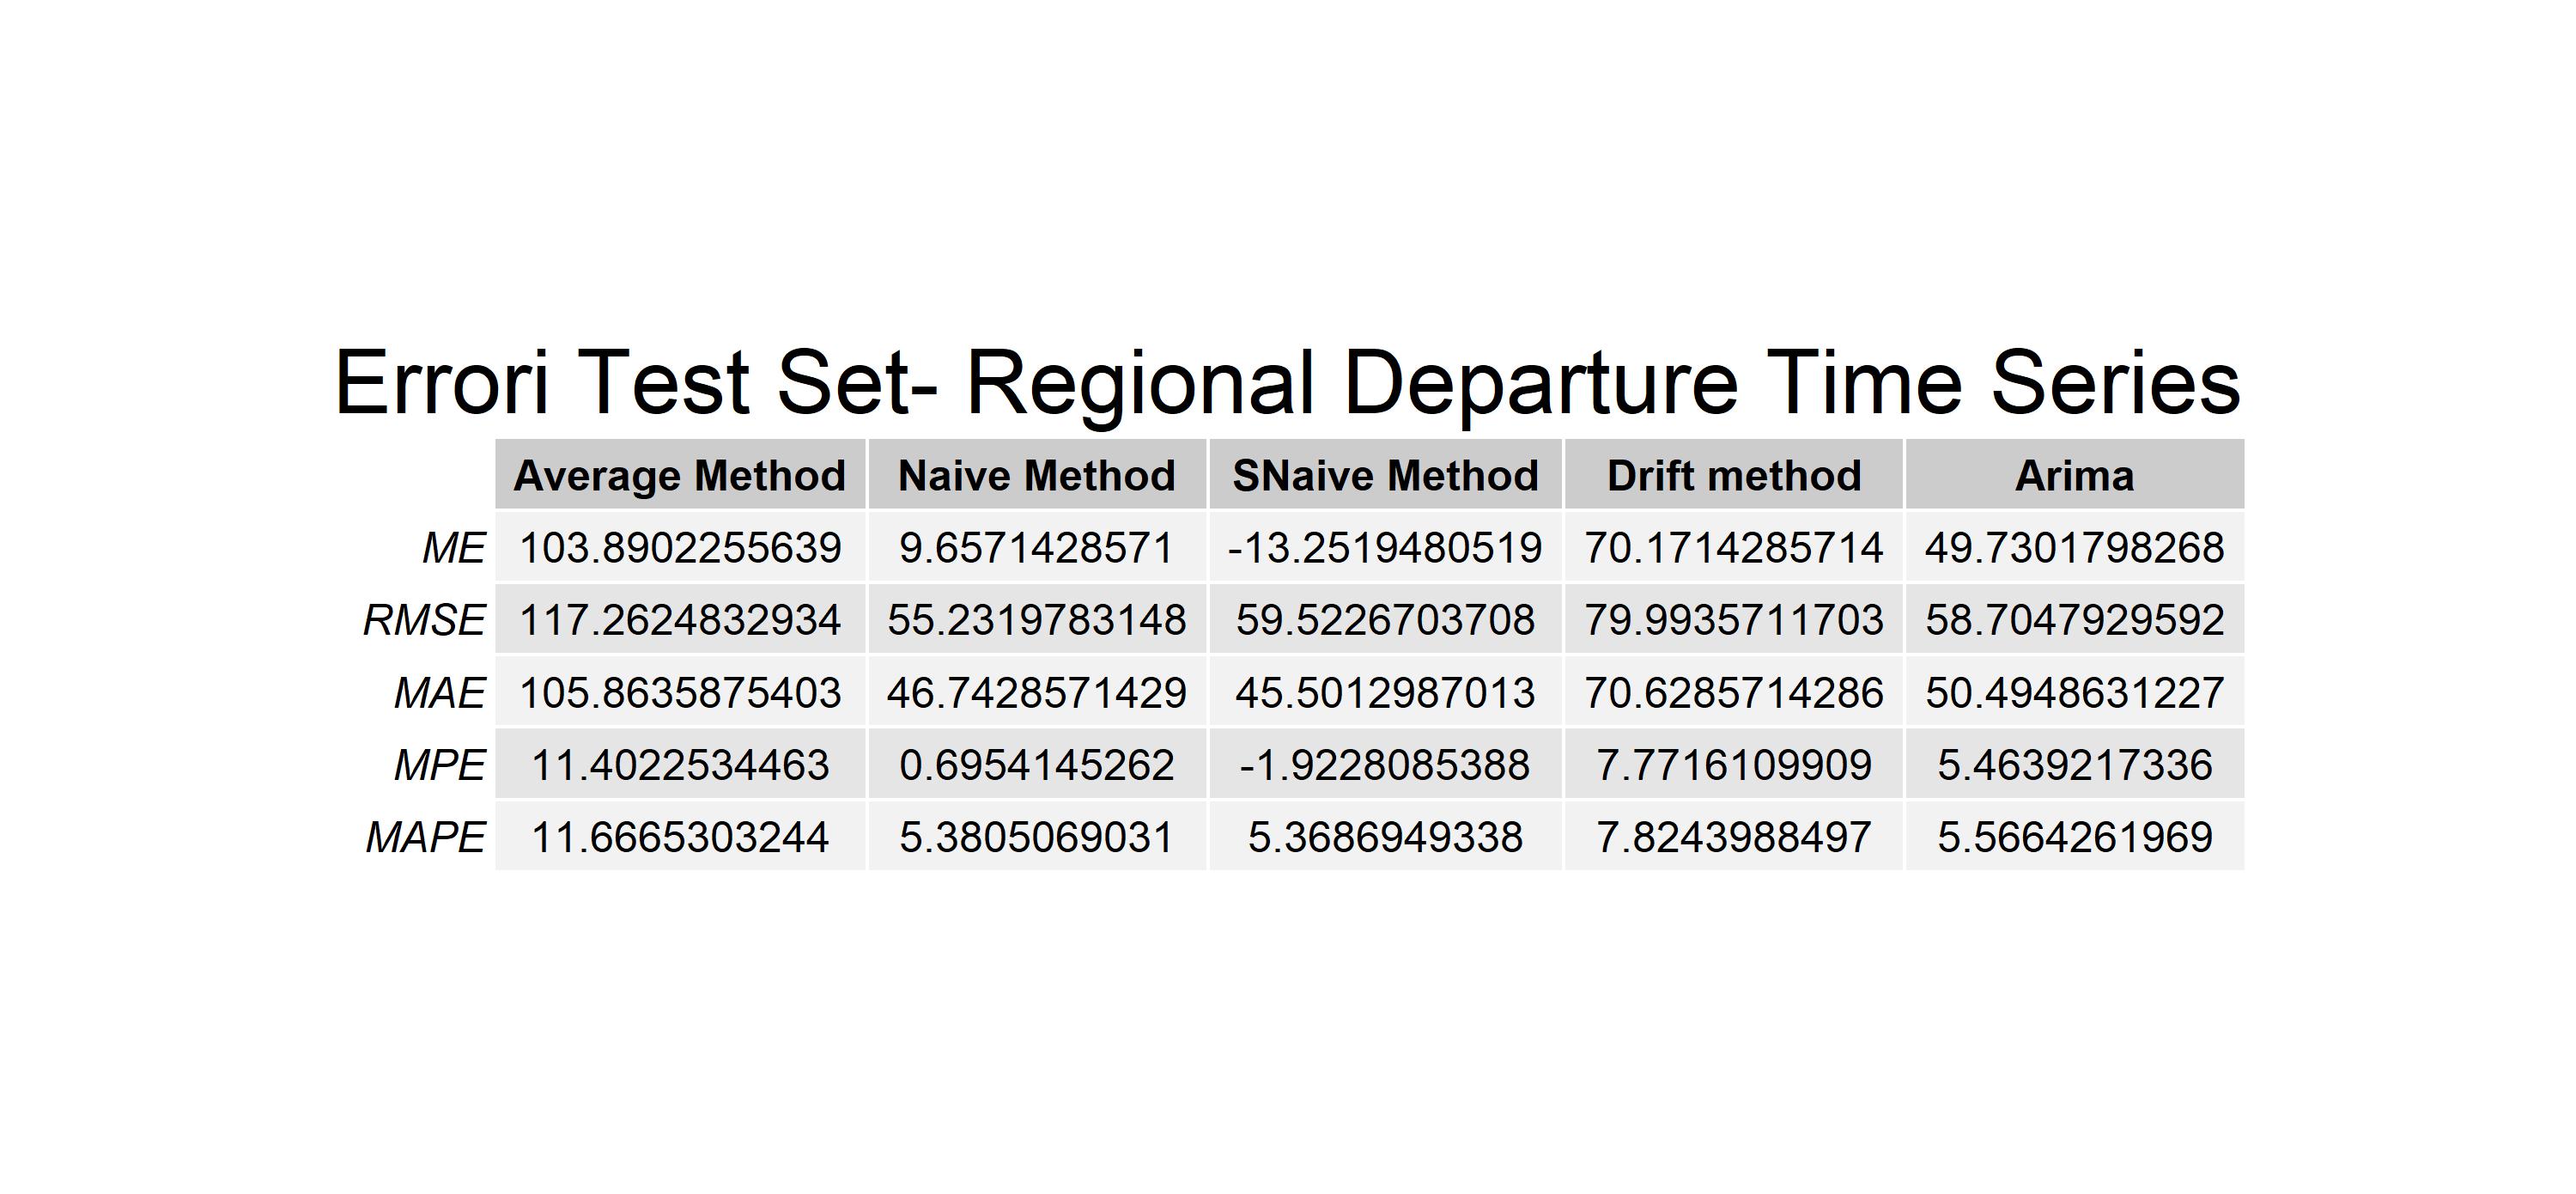 Errori Test Set- Regional Departure Time Series
Average Method Naive Method SNaive Method Drift method Arima
ME 103.8902255639 9.6571428571 -13.2519480519 70.1714285714 49.7301798268
RMSE 117.2624832934 55.2319783148 59.5226703708 79.9935711703 58.7047929592
MAE 105.8635875403 46.7428571429 45.5012987013 70.6285714286 50.4948631227
MPE 11.4022534463 0.6954145262 -1.9228085388 7.7716109909 5.4639217336
MAPE 11.6665303244 5.3805069031 5.3686949338 7.8243988497 5.5664261969